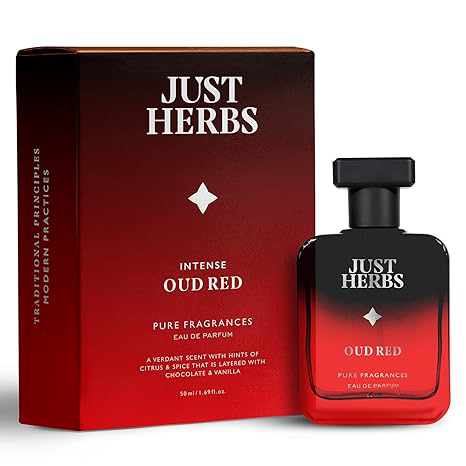 TRADITIONAL PRINCIPLES
MODERN PRACTICES
JUST
HERBS
INTENSE
OUD RED
PURE FRAGRANCES
EAU DE PARFUM
A VERDANT SCENT WITH HINTS OF
CITRUS & SPICE THAT IS LAYERED WITH
CHOCOLATE & VANILLA
50ml/1.69fl.oz.
JUST
HERBS
OUD RED
PURE FRAGRANCES
EAU DE PARFUM